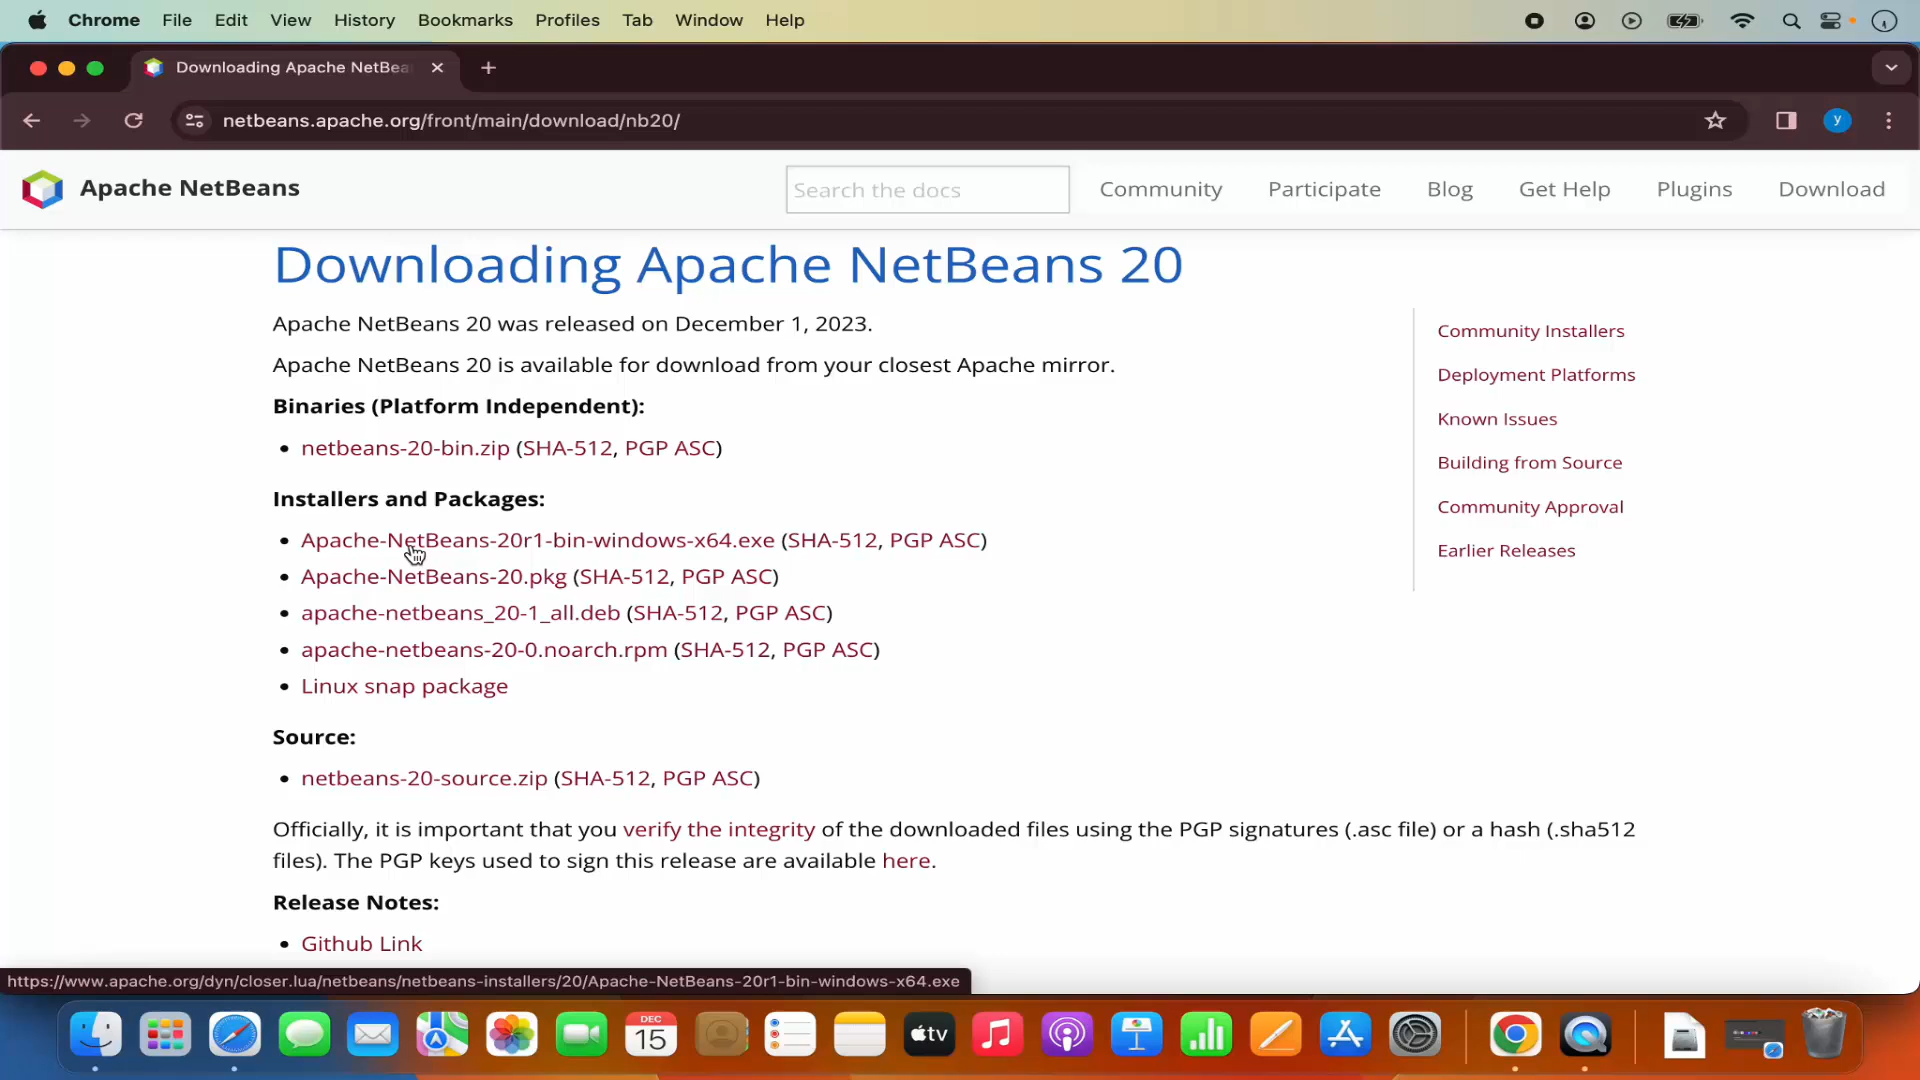 Chrome File Edit View History Bookmarks Profiles Tab Window Help
Downloading Apache NetBea
netbeans.apache.org/front/main/download/nb20/
y
Apache NetBeans
Search the docs
Community Participate Blog Get Help Plugins Download
Downloading Apache NetBeans 20
Apache NetBeans 20 was released on December 1, 2023.
Apache NetBeans 20 is available for download from your closest Apache mirror.
Binaries (Platform Independent):
• netbeans-20-bin.zip (SHA-512, PGP ASC)
Installers and Packages:
• Apache-NetBeans-20r1-bin-windows-x64.exe (SHA-512, PGP ASC)
• Apache-NetBeans-20.pkg (SHA-512, PGP ASC)
• apache-netbeans_20-1_all.deb (SHA-512, PGP ASC)
• apache-netbeans-20-0.noarch.rpm (SHA-512, PGP ASC)
• Linux snap package
Source:
• netbeans-20-source.zip (SHA-512, PGP ASC)
Officially, it is important that you verify the integrity of the downloaded files using the PGP signatures (.asc file) or a hash (.sha512
files). The PGP keys used to sign this release are available here.
Release Notes:
• Github Link
Community Installers
Deployment Platforms
Known Issues
Building from Source
Community Approval
Earlier Releases
https://www.apache.org/dyn/closer.lua/netbeans/netbeans-installers/20/Apache-NetBeans-20r1-bin-windows-x64.exe
DEC
15
tv